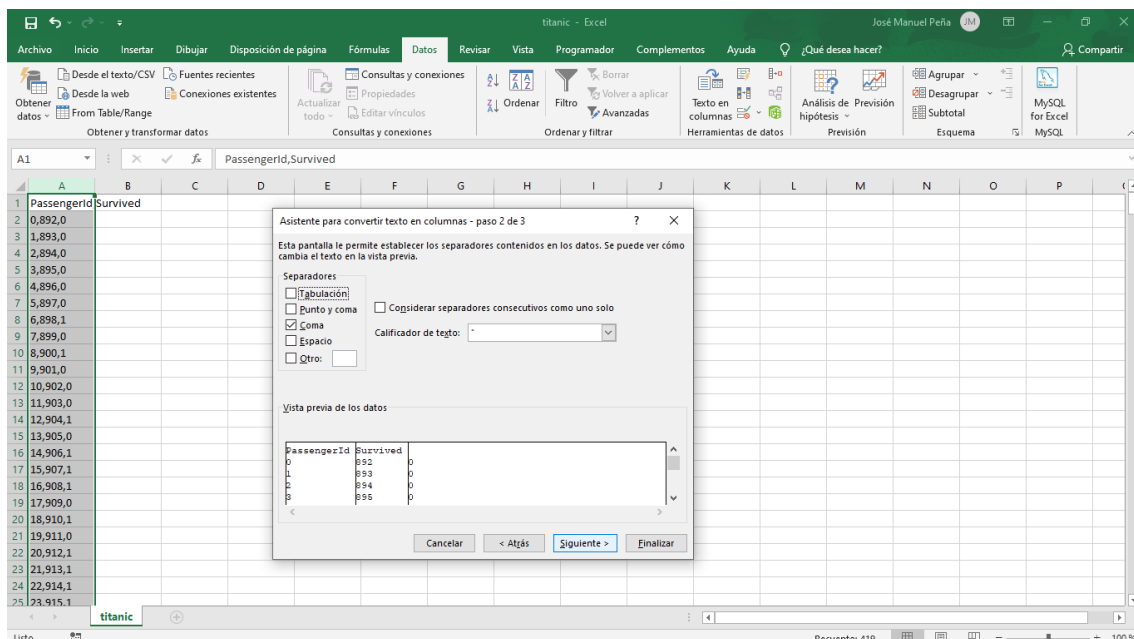 titanic - Excel
José Manuel Peña JM
Archivo Inicio Insertar Dibujar Disposición de página Fórmulas Datos Revisar Vista Programador Complementos Ayuda ¿Qué desea hacer? Compartir
Obtener datos
Desde el texto/CSV
Desde la web
From Table/Range
Fuentes recientes
Conexiones existentes
Obtener y transformar datos
Actualizar todo
Consultas y conexiones
Propiedades
Editar vínculos
Consultas y conexiones
Ordenar
Filtro
Borrar
Volver a aplicar
Avanzadas
Ordenar y filtrar
Texto en columnas
Herramientas de datos
Análisis de hipótesis
Previsión
Previsión
Agrupar
Desagrupar
Subtotal
Esquema
MySQL for Excel
MySQL
A1 fx PassengerId,Survived
A B C D E F G H I J K L M N O P
1 PassengerId,Survived
2 0,892,0
3 1,893,0
4 2,894,0
5 3,895,0
6 4,896,0
7 5,897,0
8 6,898,1
9 7,899,0
10 8,900,1
11 9,901,0
12 10,902,0
13 11,903,0
14 12,904,1
15 13,905,0
16 14,906,1
17 15,907,1
18 16,908,1
19 17,909,0
20 18,910,1
21 19,911,0
22 20,912,1
23 21,913,1
24 22,914,1
25 23,915,1
Asistente para convertir texto en columnas - paso 2 de 3 ?
Esta pantalla le permite establecer los separadores contenidos en los datos. Se puede ver cómo
cambia el texto en la vista previa.
Separadores
Tabulación
Punto y coma
Coma
Espacio
Otro:
Considerar separadores consecutivos como uno solo
Calificador de texto:
Vista previa de los datos
PassengerId Survived
0 892 0
1 893 0
2 894 0
3 895 0
Cancelar < Atrás Siguiente > Finalizar
titanic
Listo
Recuento: 419
100 %